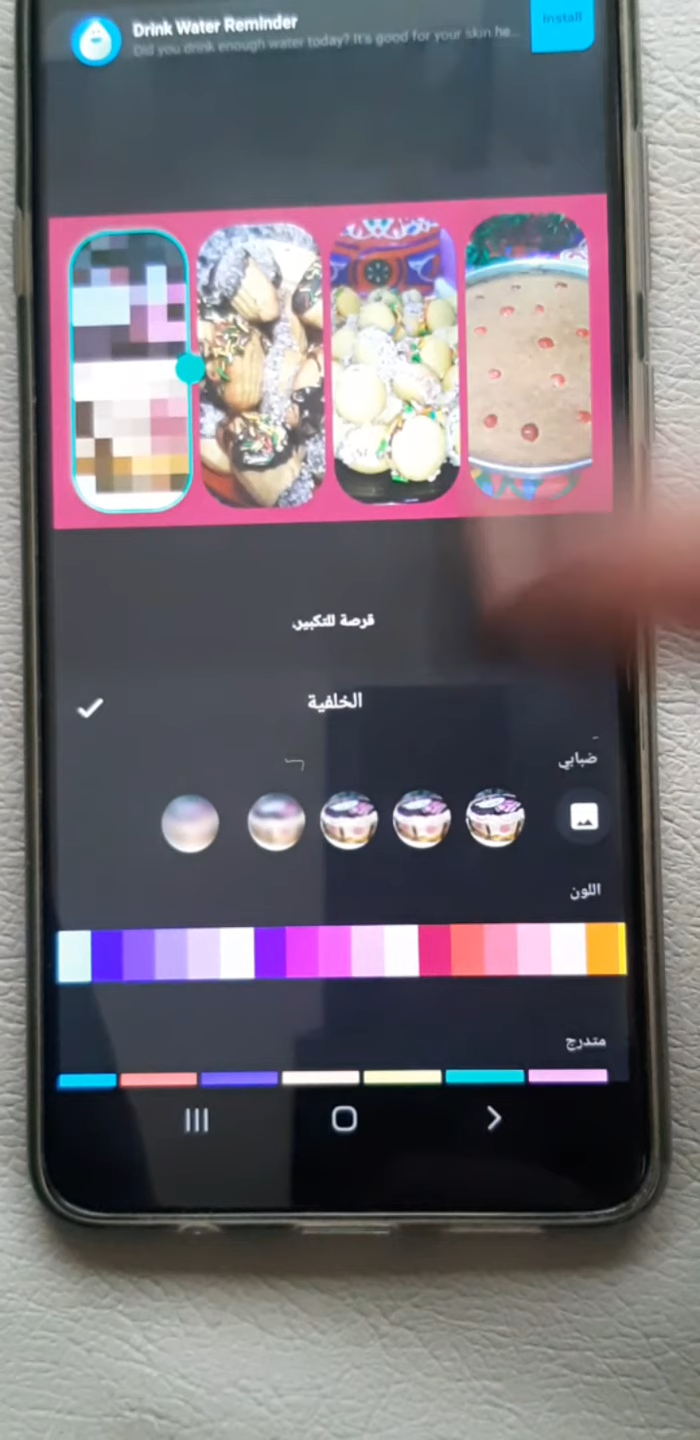 Drink Water Reminder
Did you drink enough water today? It's good for your skin he...
Install
قرصة للتكبير.
الخلفية
ضبابي
اللون
متدرج